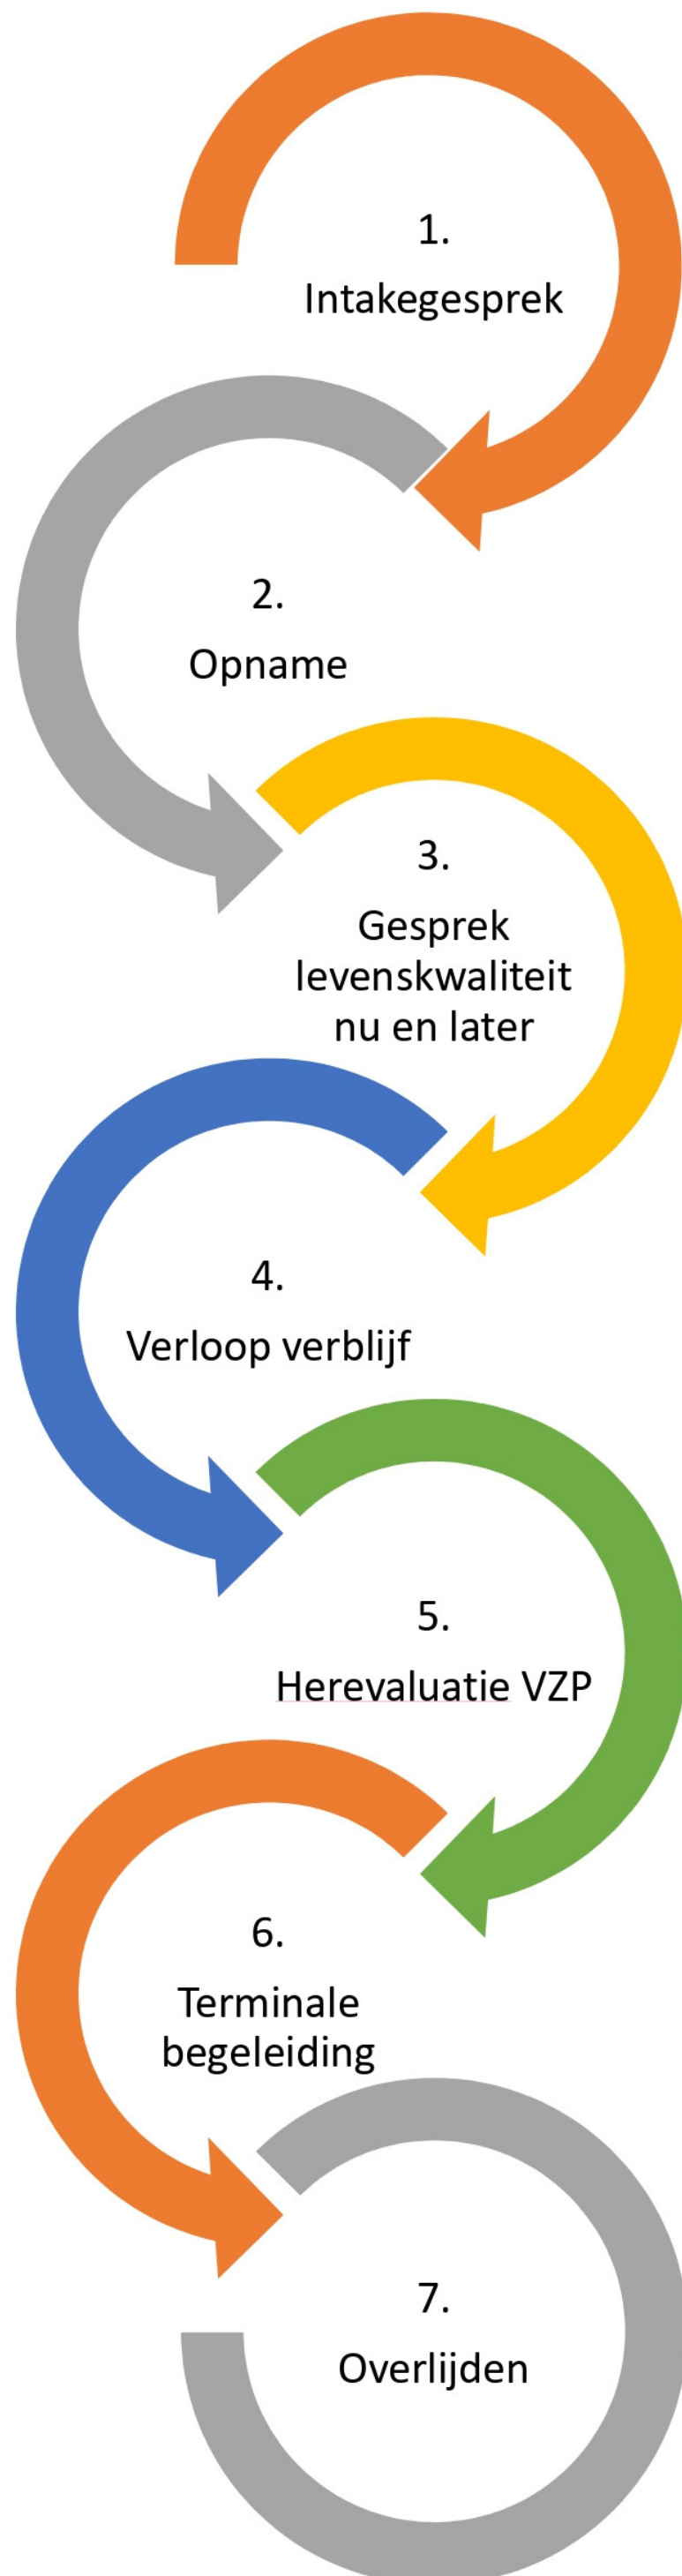 1.
Intakegesprek
2.
Opname
3.
Gesprek
levenskwaliteit
nu en later
4.
Verloop verblijf
5.
Herevaluatie VZP
6.
Terminale
begeleiding
7.
Overlijden